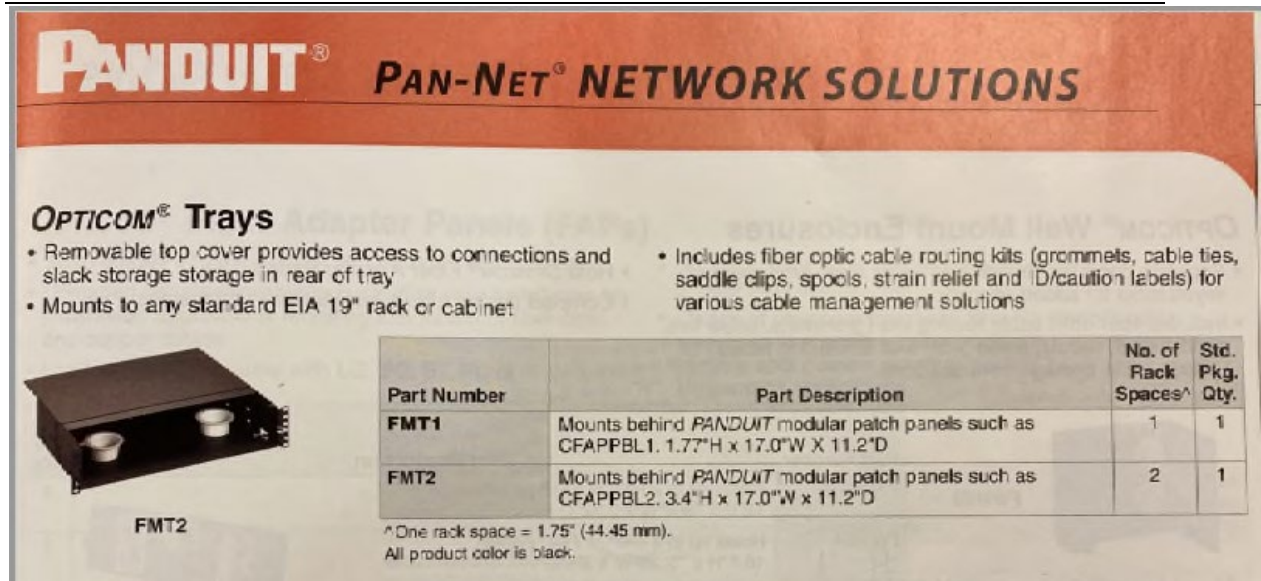 PANDUIT® PAN-NET® NETWORK SOLUTIONS
OPTICOM® Trays
• Removable top cover provides access to connections and
slack storage storage in rear of tray
• Mounts to any standard EIA 19" rack or cabinet
• Includes fiber optic cable routing kits (grommets, cable ties,
saddle clips, spools, strain relief and ID/caution labels) for
various cable management solutions
Part Number Part Description No. of Rack Spaces^ Std. Pkg. Qty.
FMT1 Mounts behind PANDUIT modular patch panels such as
CFAPPBL1. 1.77"H x 17.0"W X 11.2"D 1 1
FMT2 Mounts behind PANDUIT modular patch panels such as
CFAPPBL2. 3.4"H x 17.0"W x 11.2"D 2 1
FMT2
^One rack space = 1.75" (44.45 mm).
All product color is black.